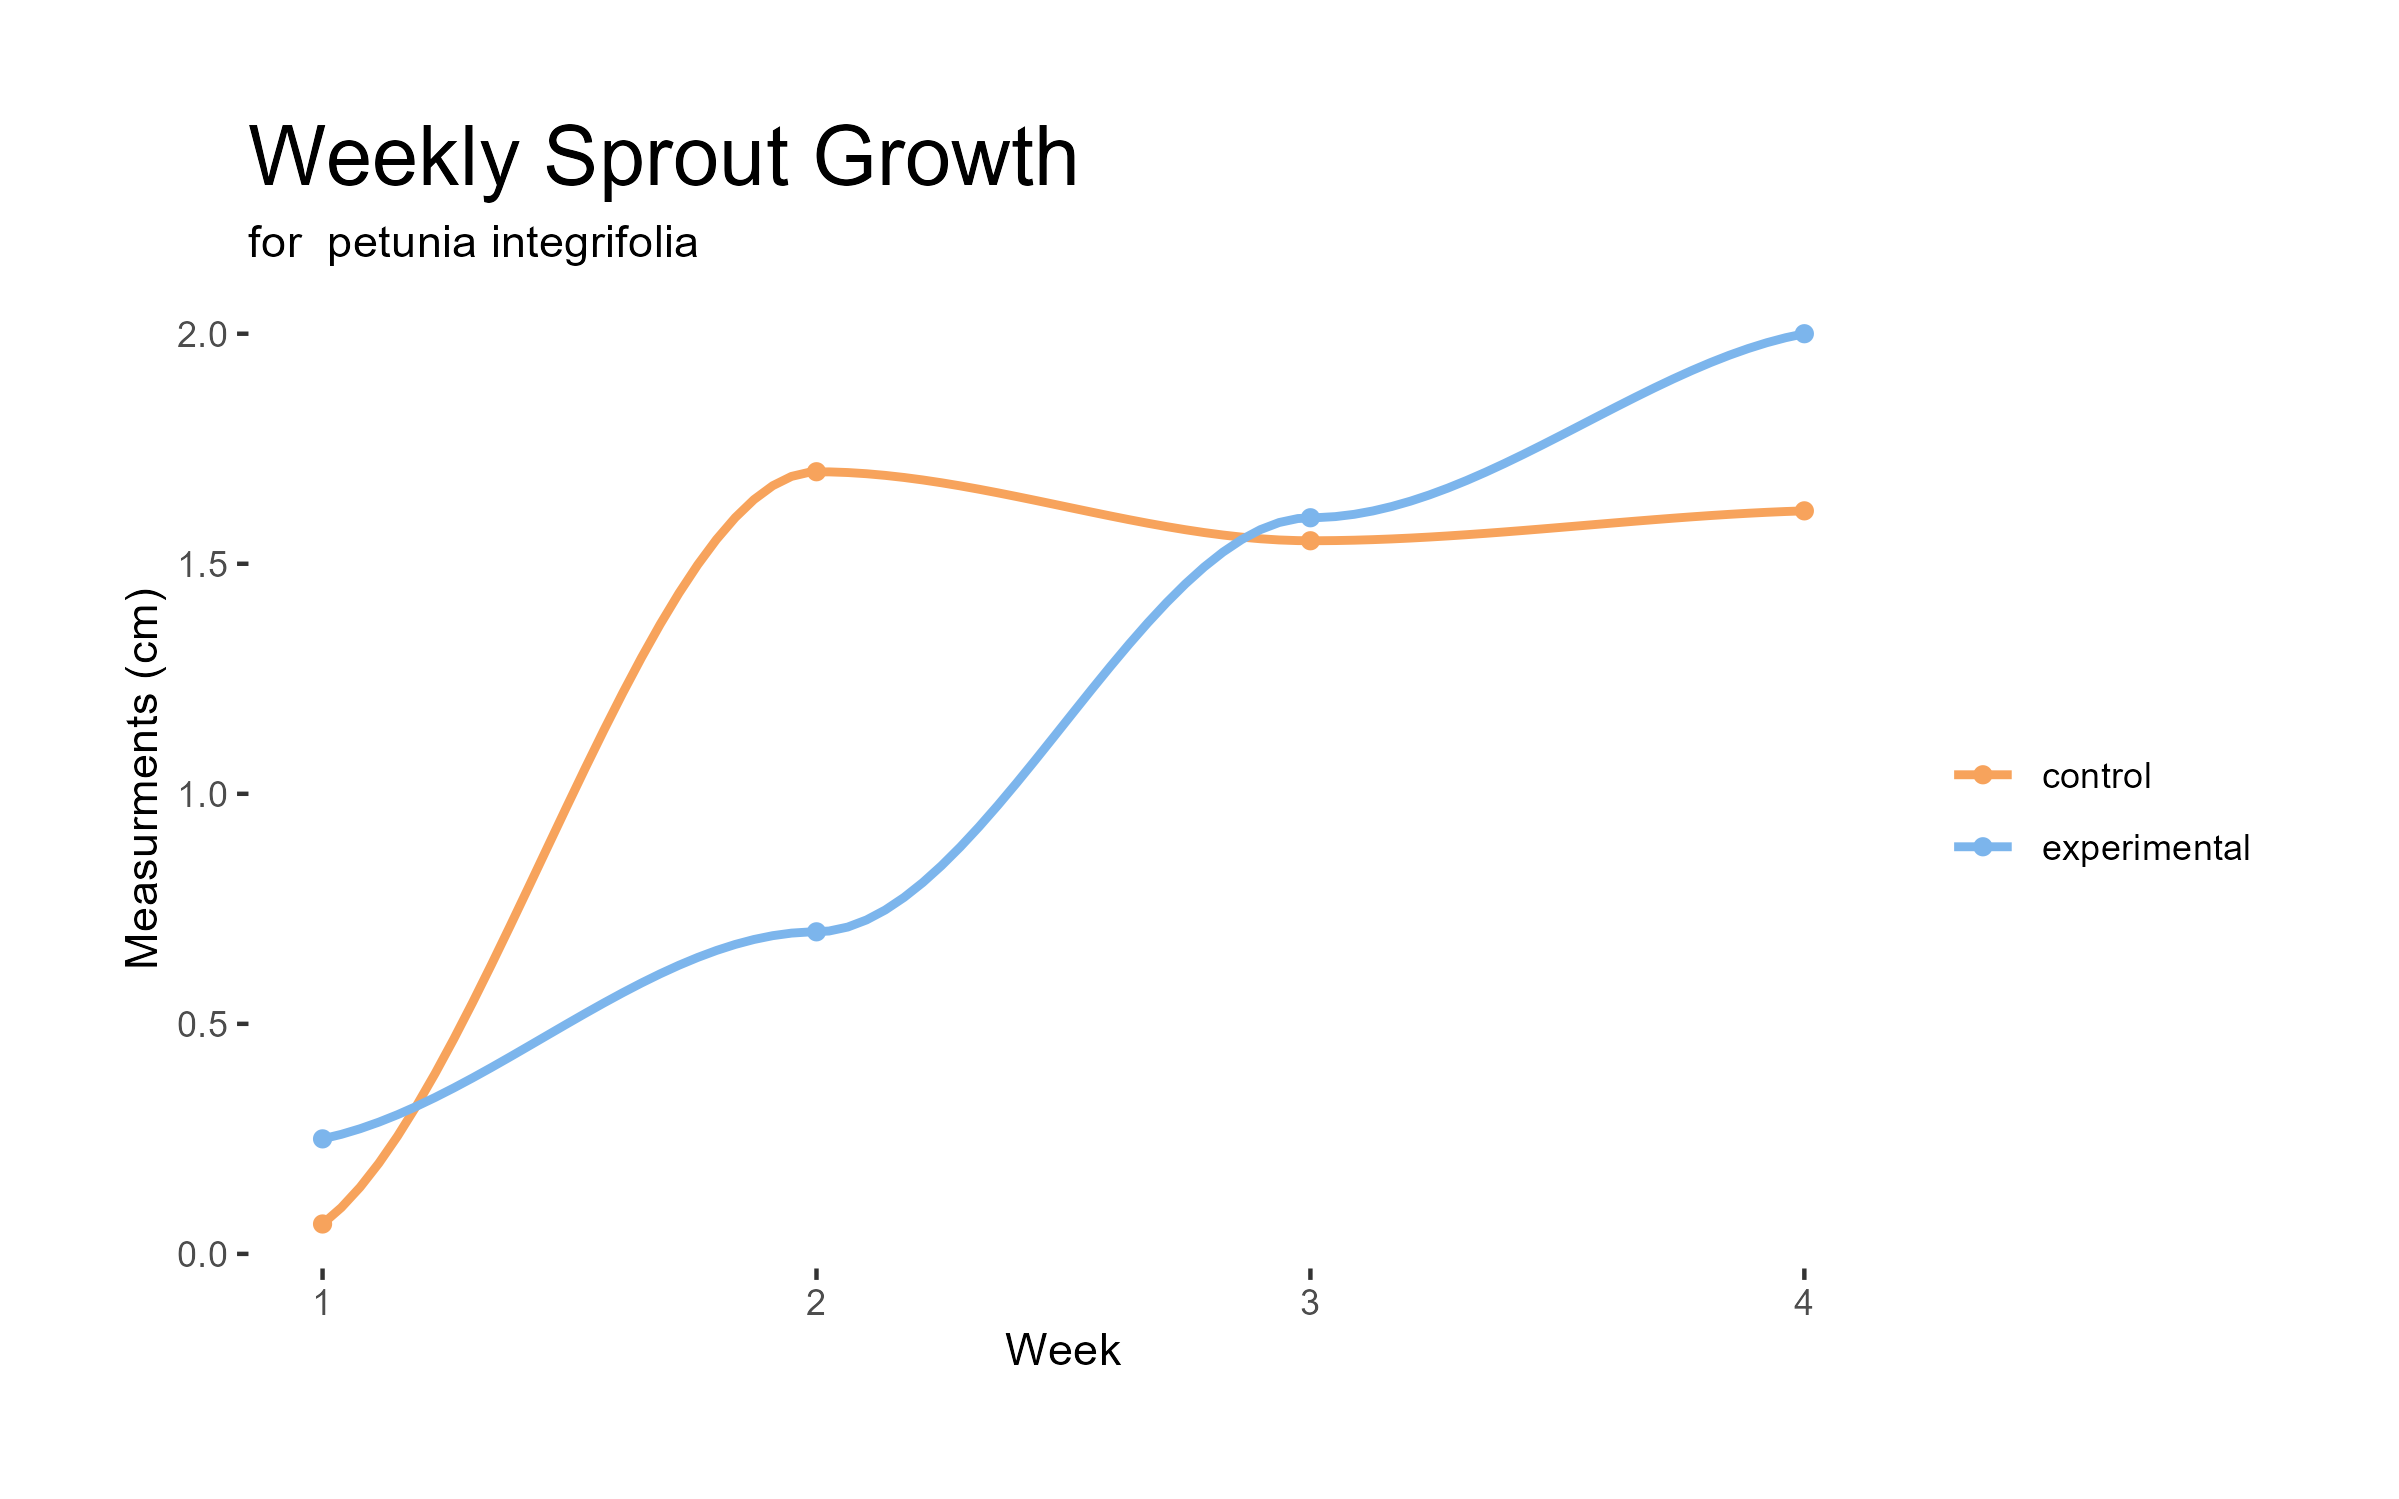 Weekly Sprout Growth
for  petunia integrifolia
2.0
1.5
1.0
0.5
0.0
Measurments (cm)
1 2 3 4
Week
control
experimental